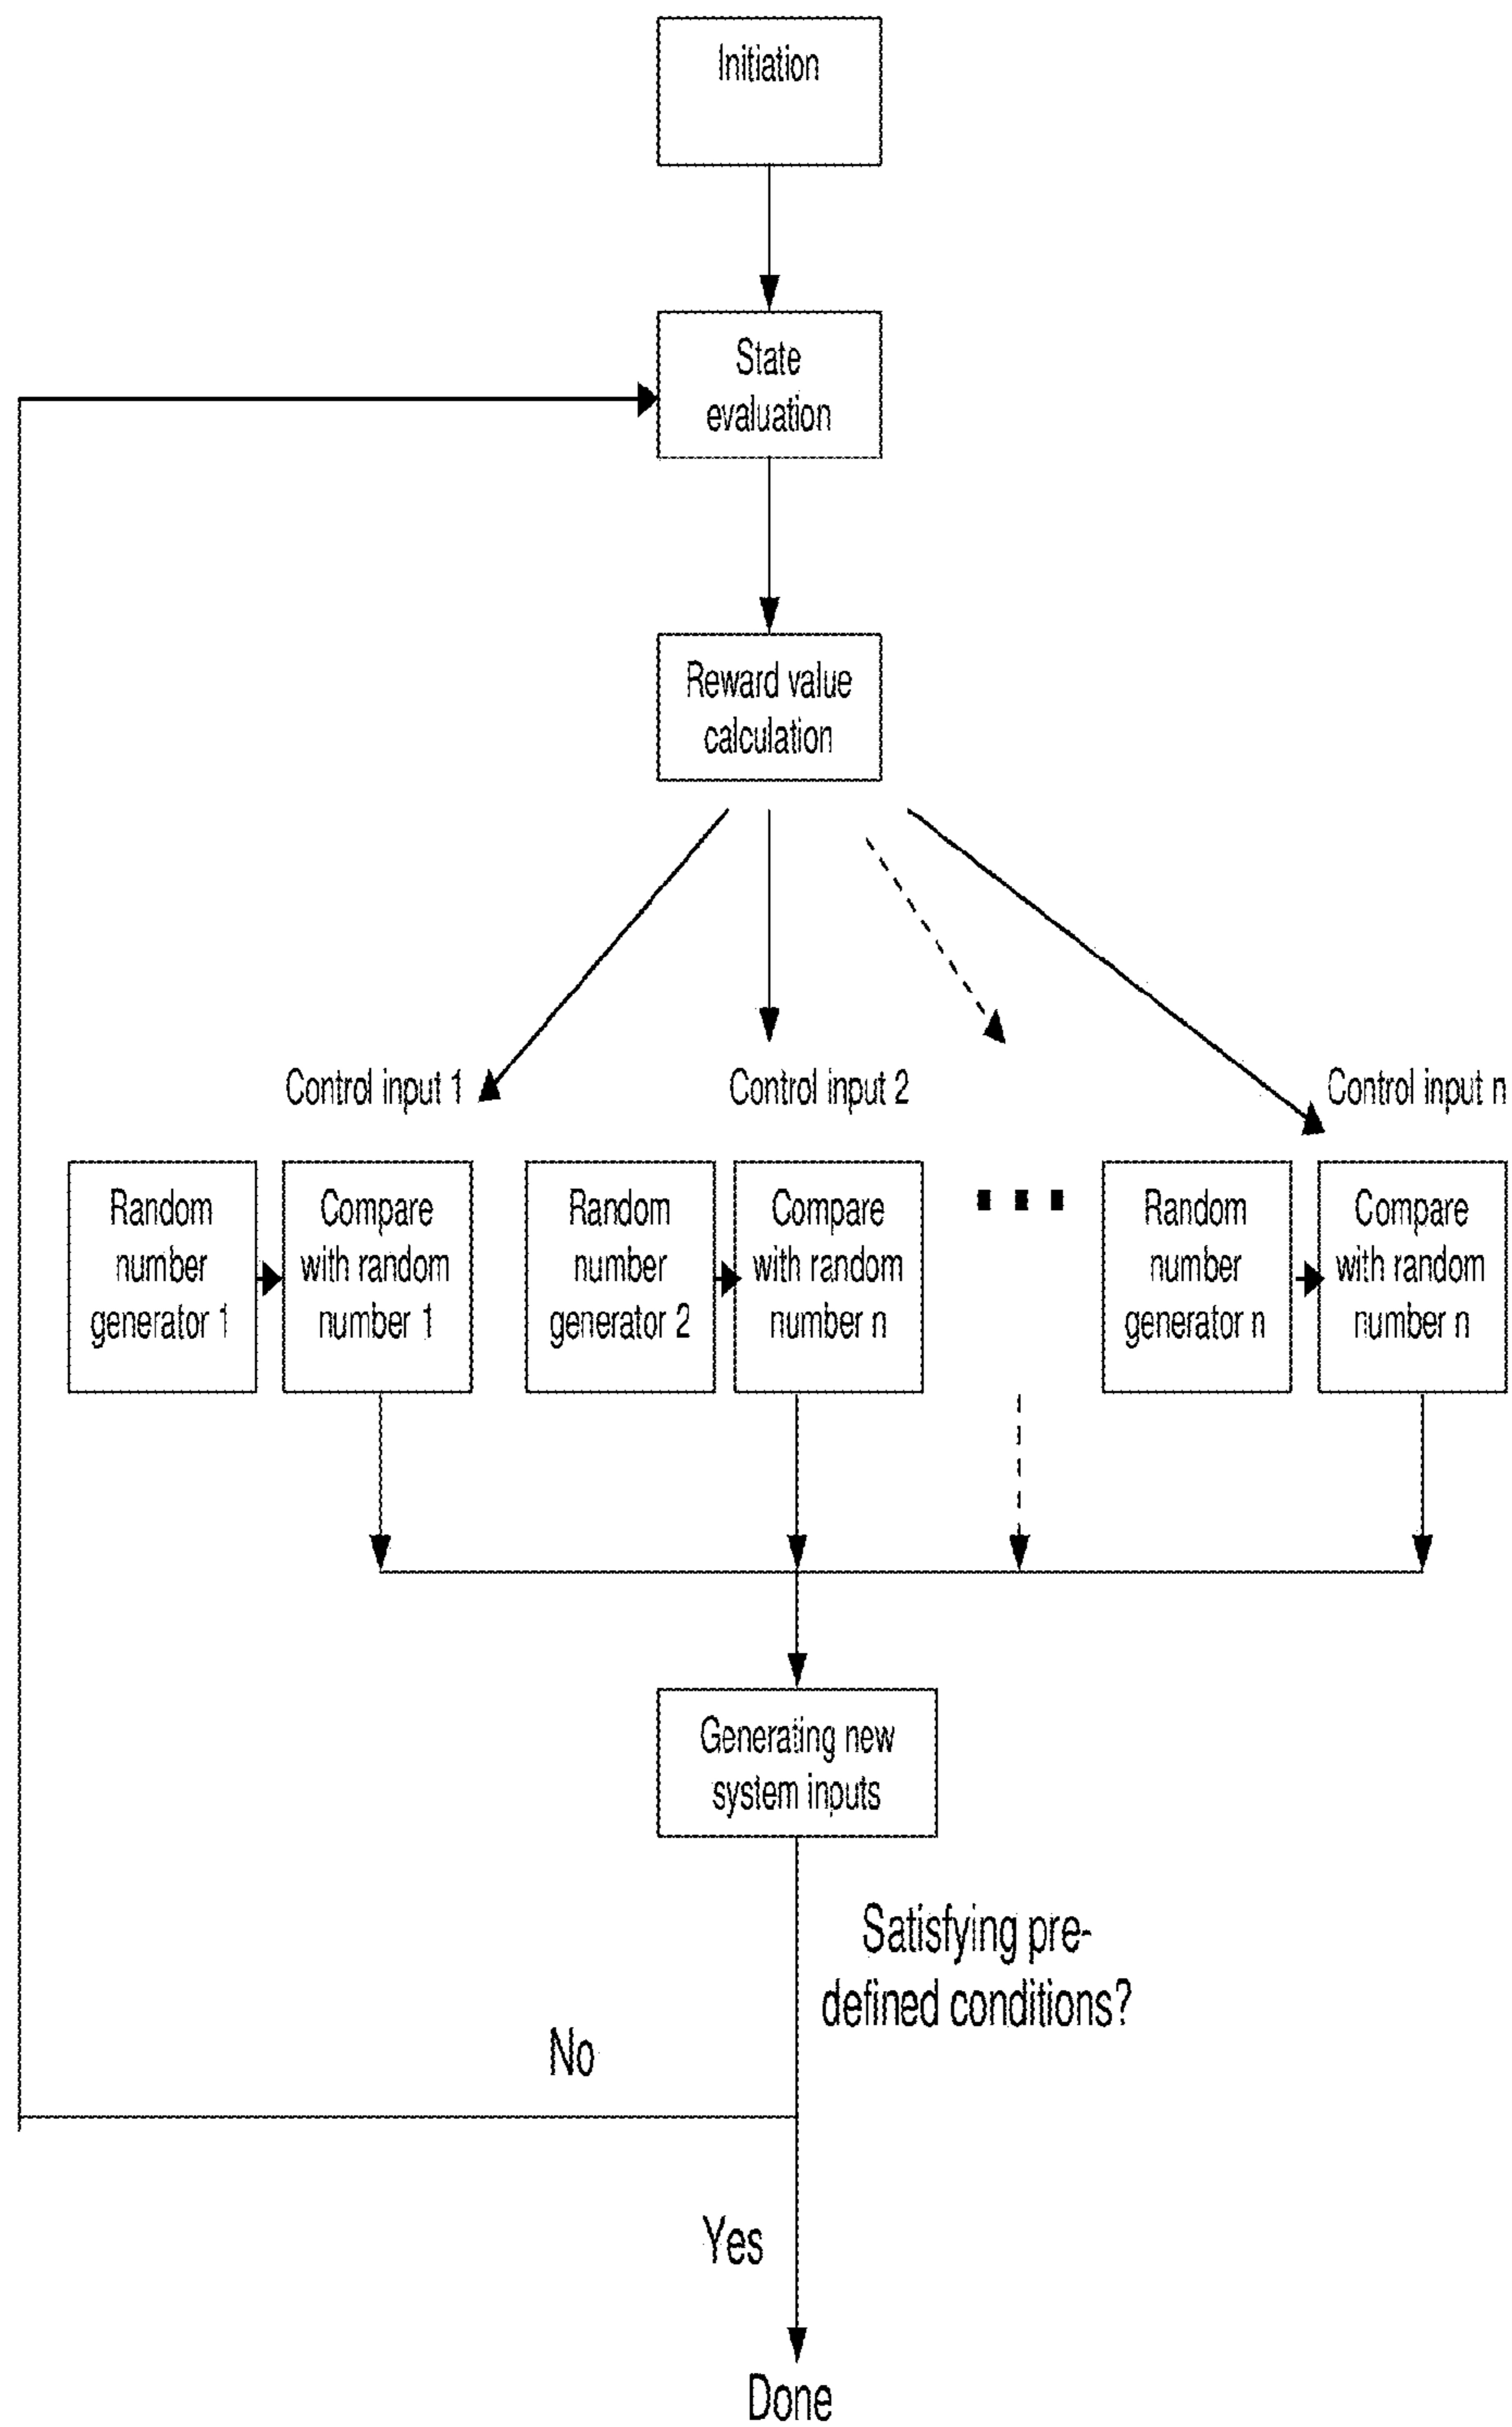 Initiation
State
evaluation
Reward value
calculation
Control input 1
Control input 2
Control input n
Random
number
generator 1
Compare
with random
number 1
Random
number
generator 2
Compare
with random
number n
Random
number
generator n
Compare
with random
number n
Generating new
system inputs
Satisfying pre-
defined conditions?
No
Yes
Done